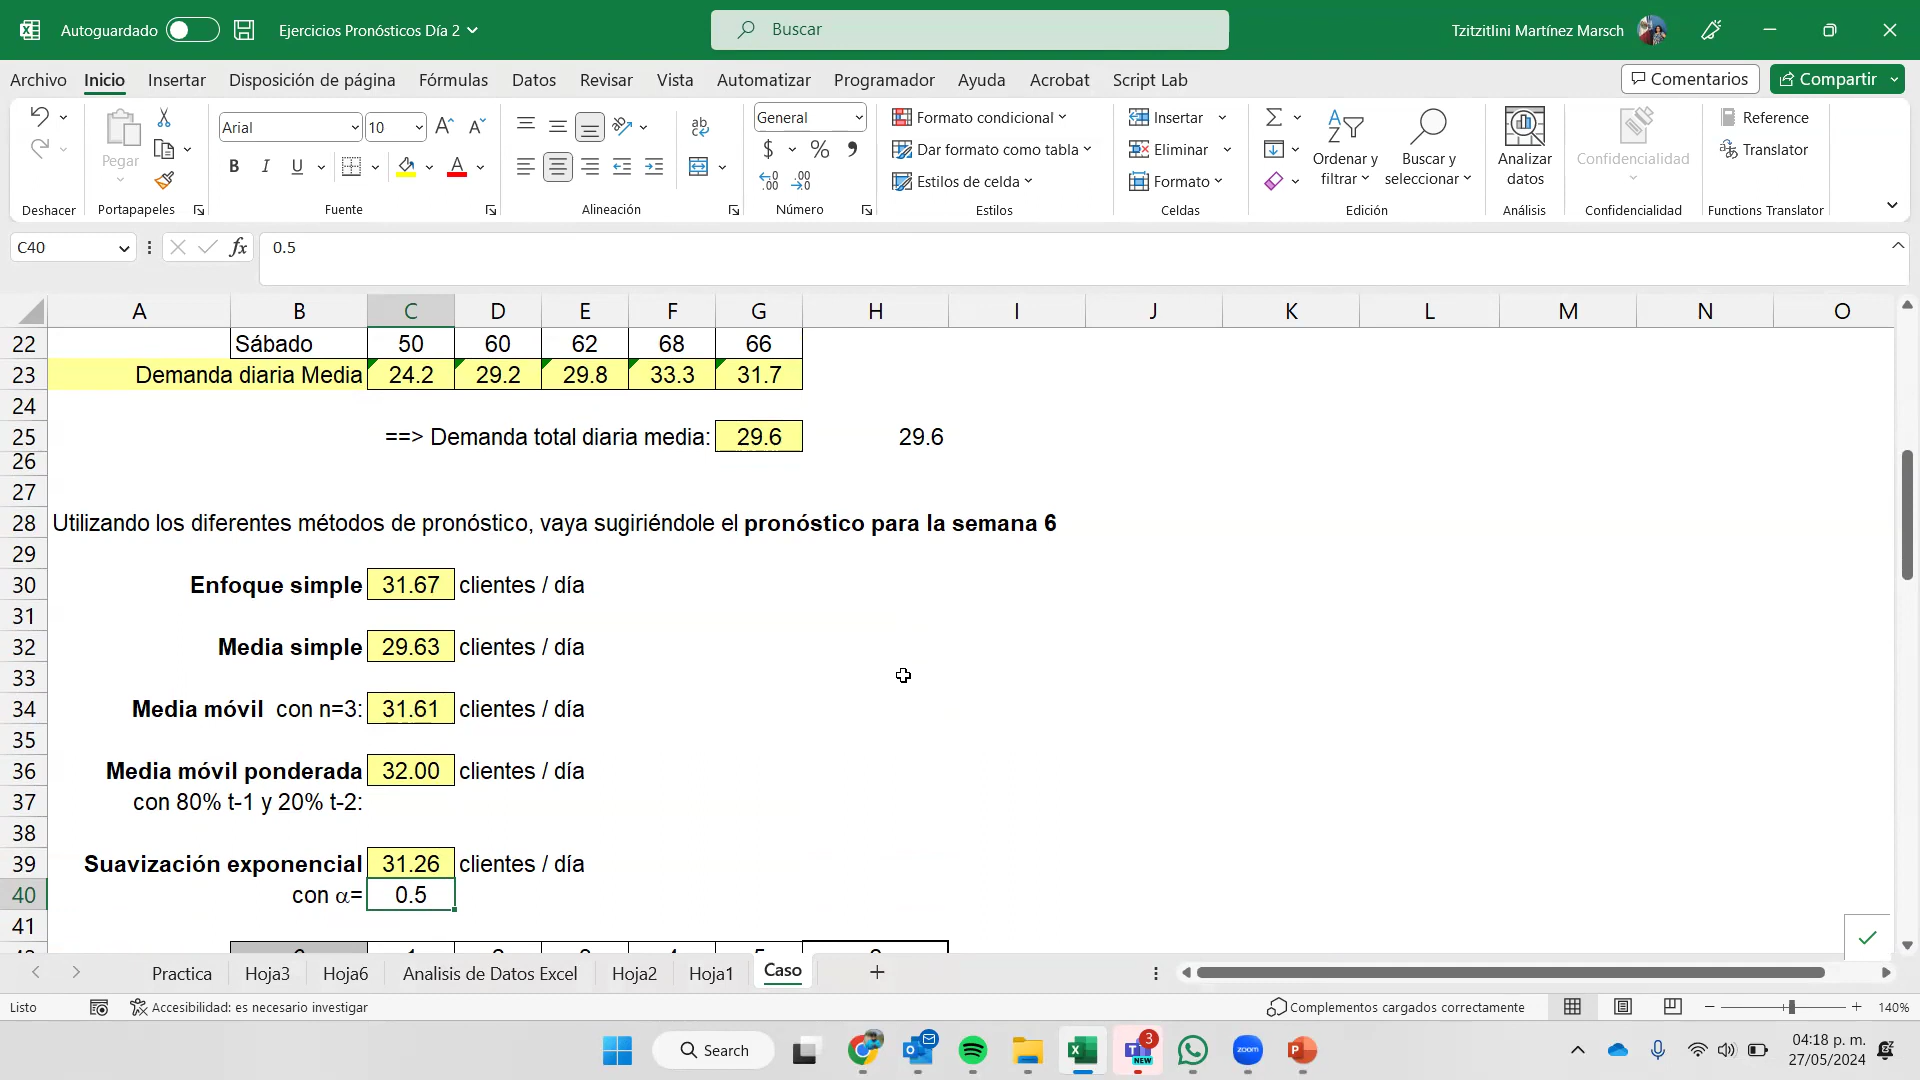 Autoguardado
Ejercicios Pronósticos Día 2
Buscar
Tzitzitlini Martínez Marsch
Archivo Inicio Insertar Disposición de página Fórmulas Datos Revisar Vista Automatizar Programador Ayuda Acrobat Script Lab
Comentarios Compartir
Pegar
Arial 10
N K S
General
Formato condicional
Dar formato como tabla
Estilos de celda
Insertar
Eliminar
Formato
Ordenar y filtrar
Buscar y seleccionar
Analizar datos
Confidencialidad
Reference
Translator
Deshacer Portapapeles Fuente Alineación Número Estilos Celdas Edición Análisis Confidencialidad Functions Translator
C40 fx 0.5
A B C D E F G H I J K L M N O
22 Sábado 50 60 62 68 66
23 Demanda diaria Media 24.2 29.2 29.8 33.3 31.7
24
25 ==> Demanda total diaria media: 29.6 29.6
26
27
28 Utilizando los diferentes métodos de pronóstico, vaya sugiriéndole el pronóstico para la semana 6
29
30 Enfoque simple 31.67 clientes / día
31
32 Media simple 29.63 clientes / día
33
34 Media móvil con n=3: 31.61 clientes / día
35
36 Media móvil ponderada 32.00 clientes / día
37 con 80% t-1 y 20% t-2:
38
39 Suavización exponencial 31.26 clientes / día
40 con α= 0.5
41
Practica Hoja3 Hoja6 Analisis de Datos Excel Hoja2 Hoja1 Caso
Listo
Accesibilidad: es necesario investigar
Complementos cargados correctamente
140%
Search
3
NEW
zoom
04:18 p. m.
27/05/2024